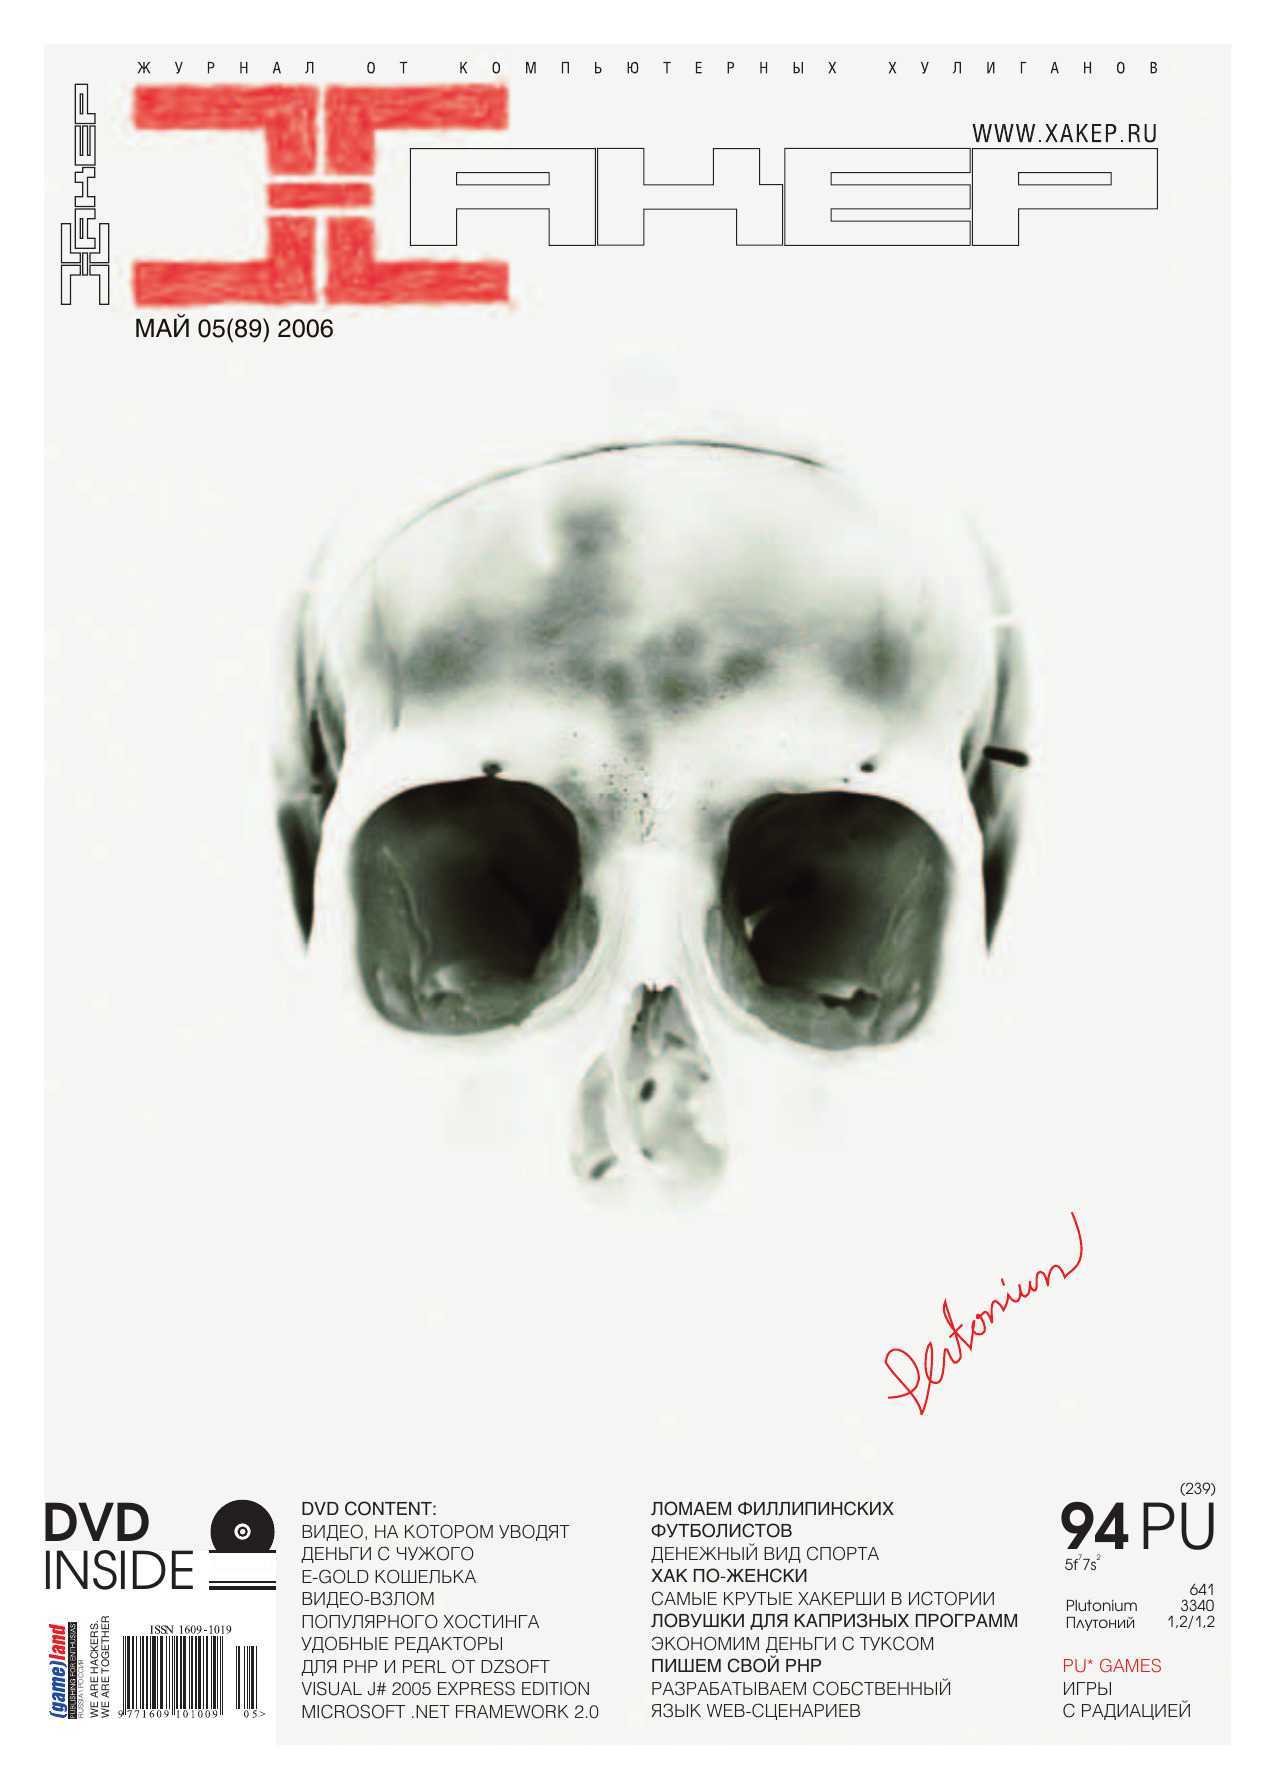 ЖУРНАЛ ОТ КОМПЬЮТЕРНЫХ ХУЛИГАНОВ
ХАКЕР
WWW.XAKEP.RU
ХАКЕР
МАЙ 05(89) 2006
Plutonium
DVD
INSIDE
ISSN 1609-1019
9 771609 101009
05>
(game)land
PUBLISHING FOR ENTHUSIASTS
RUSSIA | РОССИЯ
WE ARE HACKERS.
WE ARE TOGETHER
DVD CONTENT:
ВИДЕО, НА КОТОРОМ УВОДЯТ
ДЕНЬГИ С ЧУЖОГО
E-GOLD КОШЕЛЬКА
ВИДЕО-ВЗЛОМ
ПОПУЛЯРНОГО ХОСТИНГА
УДОБНЫЕ РЕДАКТОРЫ
ДЛЯ PHP И PERL ОТ DZSOFT
VISUAL J# 2005 EXPRESS EDITION
MICROSOFT .NET FRAMEWORK 2.0
ЛОМАЕМ ФИЛЛИПИНСКИХ
ФУТБОЛИСТОВ
ДЕНЕЖНЫЙ ВИД СПОРТА
ХАК ПО-ЖЕНСКИ
САМЫЕ КРУТЫЕ ХАКЕРШИ В ИСТОРИИ
ЛОВУШКИ ДЛЯ КАПРИЗНЫХ ПРОГРАММ
ЭКОНОМИМ ДЕНЬГИ С ТУКСОМ
ПИШЕМ СВОЙ PHP
РАЗРАБАТЫВАЕМ СОБСТВЕННЫЙ
ЯЗЫК WEB-СЦЕНАРИЕВ
(239)
94 PU
5f⁷7s²
641
Plutonium 3340
Плутоний 1,2/1,2
PU* GAMES
ИГРЫ
С РАДИАЦИЕЙ